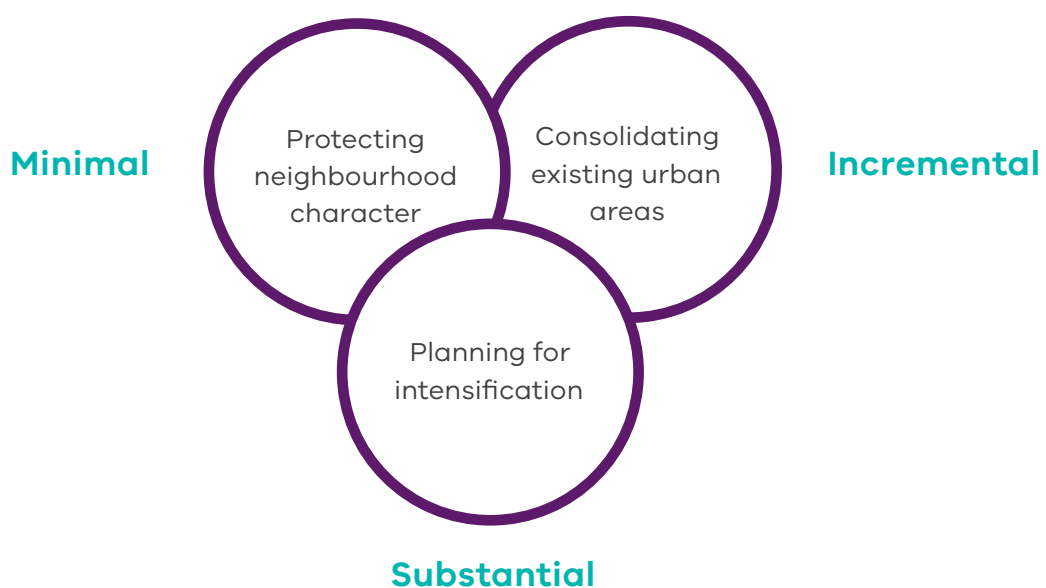 Minimal
Protecting
neighbourhood
character
Consolidating
existing urban
areas
Incremental
Planning for
intensification
Substantial